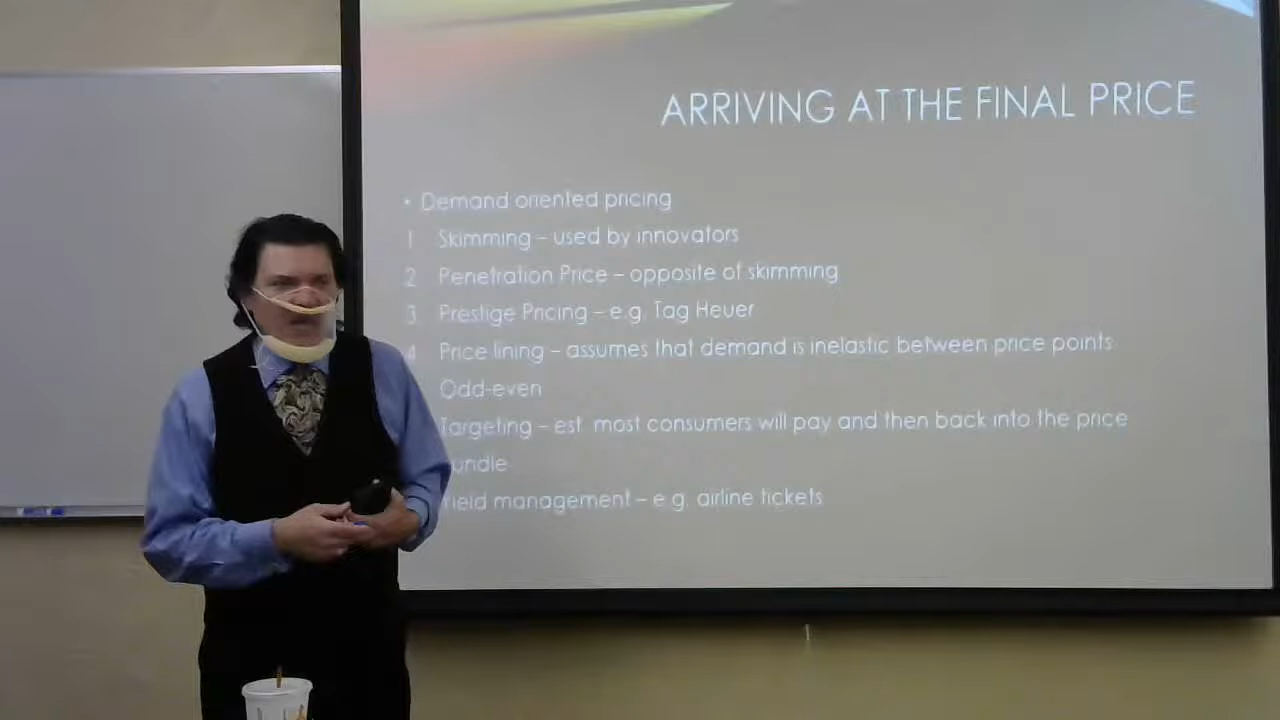 ARRIVING AT THE FINAL PRICE
• Demand oriented pricing
1 Skimming – used by innovators
2 Penetration Price – opposite of skimming
3 Prestige Pricing – e.g. Tag Heuer
4 Price lining – assumes that demand is inelastic between price points
Odd-even
Targeting – est most consumers will pay and then back into the price
undle
ield management – e.g. airline tickets